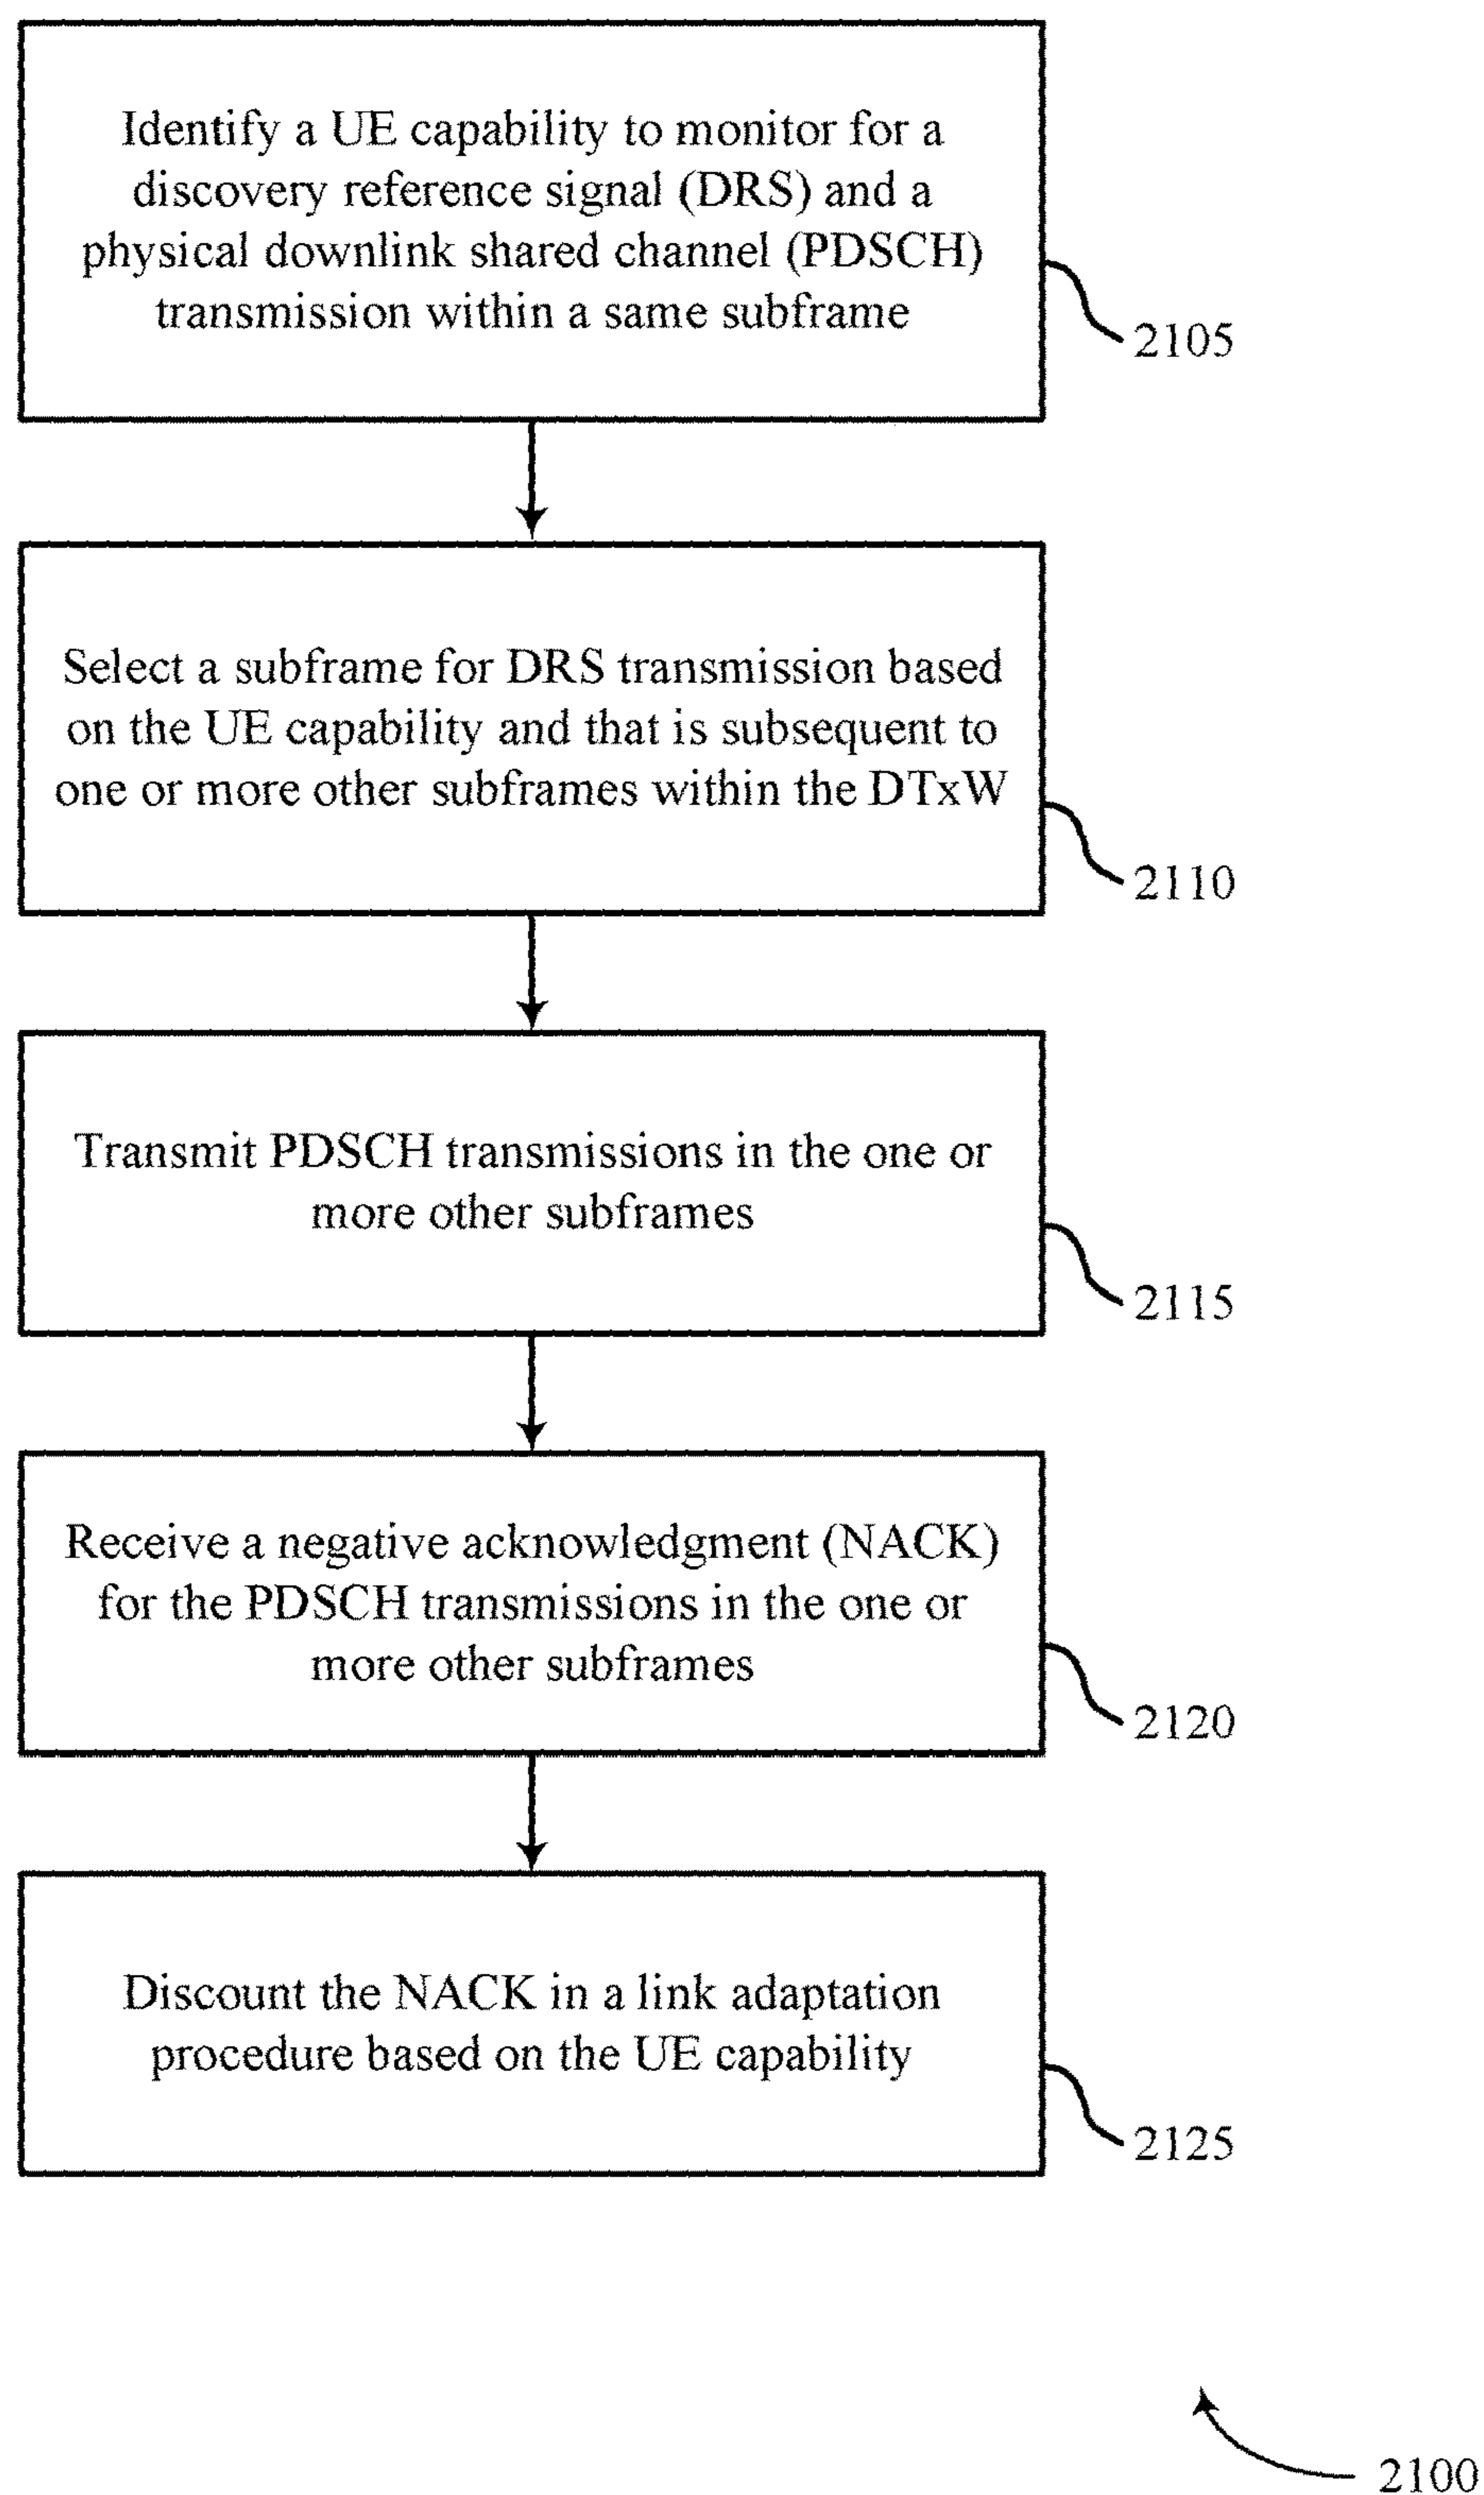 Identify a UE capability to monitor for a
discovery reference signal (DRS) and a
physical downlink shared channel (PDSCH)
transmission within a same subframe
2105
Select a subframe for DRS transmission based
on the UE capability and that is subsequent to
one or more other subframes within the DTxW
2110
Transmit PDSCH transmissions in the one or
more other subframes
2115
Receive a negative acknowledgment (NACK)
for the PDSCH transmissions in the one or
more other subframes
2120
Discount the NACK in a link adaptation
procedure based on the UE capability
2125
2100